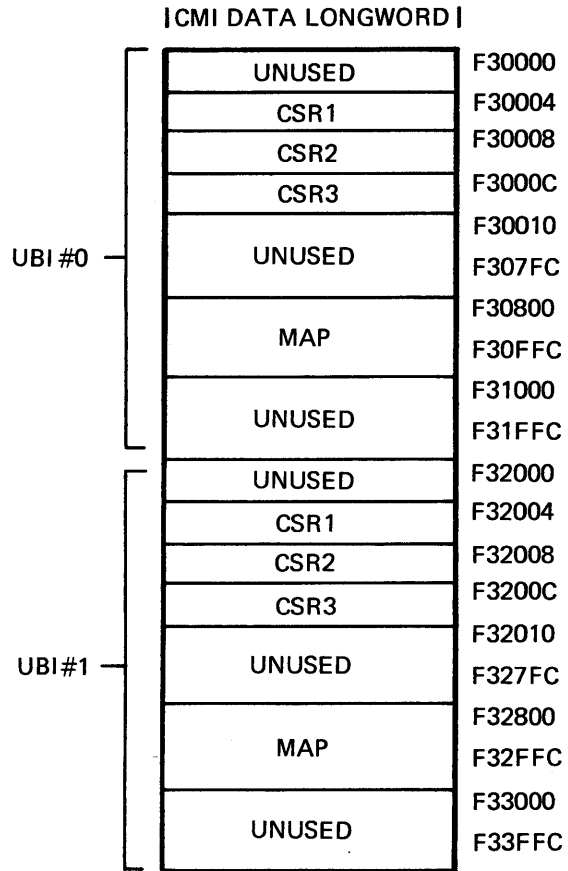 |CMI DATA LONGWORD|
UNUSED F30000
CSR1 F30004
CSR2 F30008
CSR3 F3000C
UBI #0
UNUSED F30010
F307FC
MAP F30800
F30FFC
UNUSED F31000
F31FFC
UNUSED F32000
CSR1 F32004
CSR2 F32008
CSR3 F3200C
UBI #1
UNUSED F32010
F327FC
MAP F32800
F32FFC
UNUSED F33000
F33FFC